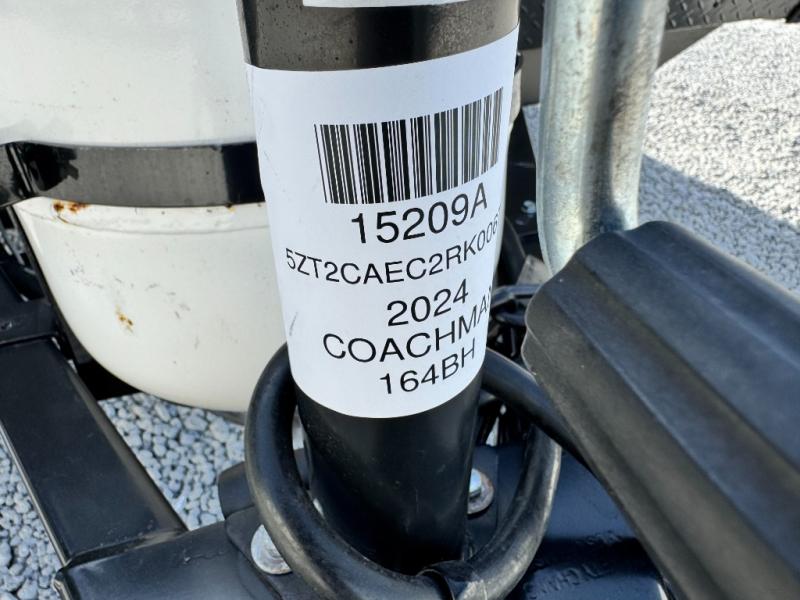 15209A
5ZT2CAEC2RK006
2024
COACHMA
164BH